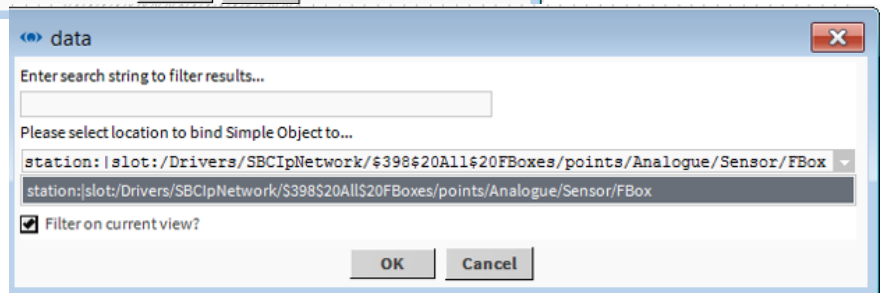 data
Enter search string to filter results...
Please select location to bind Simple Object to...
station:|slot:/Drivers/SBCIpNetwork/$398$20All$20FBoxes/points/Analogue/Sensor/FBox
station:|slot:/Drivers/SBCIpNetwork/$398$20All$20FBoxes/points/Analogue/Sensor/FBox
Filter on current view?
OK Cancel